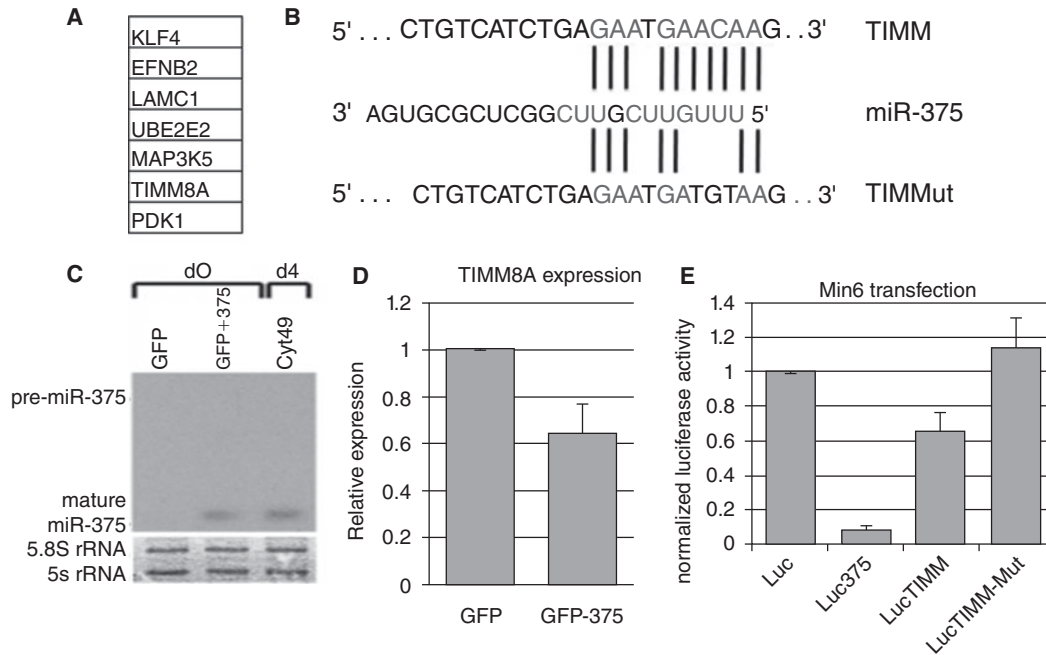 A
KLF4
EFNB2
LAMC1
UBE2E2
MAP3K5
TIMM8A
PDK1
B
5' ... CTGTCATCTGAGAATGAACAAG..3' TIMM
3' AGUGCGCUCGGCUUGCUUGUUU 5' miR-375
5' ... CTGTCATCTGAGAATGATGTAAG ..3' TIMMut
C
dO d4
GFP
GFP+375
Cyt49
pre-miR-375
mature
miR-375
5.8S rRNA
5s rRNA
D
TIMM8A expression
Relative expression
1.2
1
0.8
0.6
0.4
0.2
0
GFP GFP-375
E
Min6 transfection
normalized luciferase activity
1.4
1.2
1
0.8
0.6
0.4
0.2
0
Luc
Luc375
LucTIMM
LucTIMM-Mut